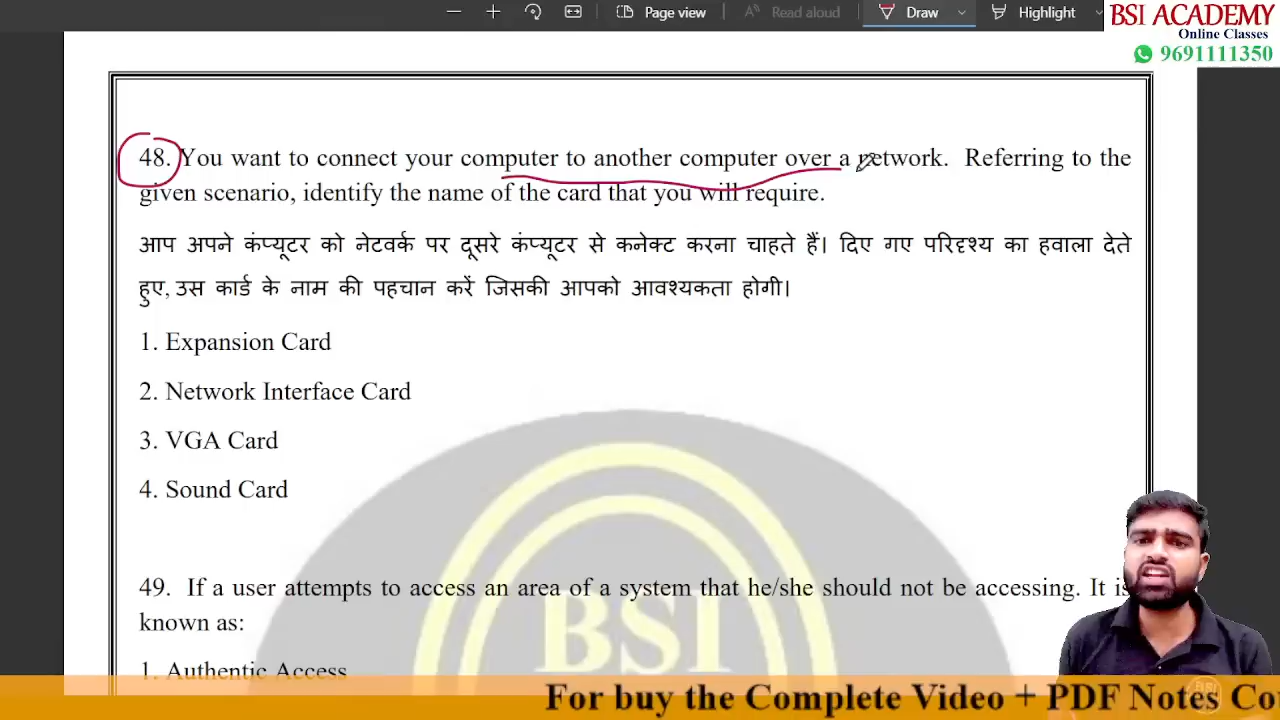 Page view
Read aloud
Draw
Highlight
BSI ACADEMY
Online Classes
9691111350
48. You want to connect your computer to another computer over a network. Referring to the
given scenario, identify the name of the card that you will require.
आप अपने कंप्यूटर को नेटवर्क पर दूसरे कंप्यूटर से कनेक्ट करना चाहते हैं। दिए गए परिदृश्य का हवाला देते
हुए, उस कार्ड के नाम की पहचान करें जिसकी आपको आवश्यकता होगी।
1. Expansion Card
2. Network Interface Card
3. VGA Card
4. Sound Card
49. If a user attempts to access an area of a system that he/she should not be accessing. It is
known as:
1. Authentic Access
BSI
For buy the Complete Video + PDF Notes Co